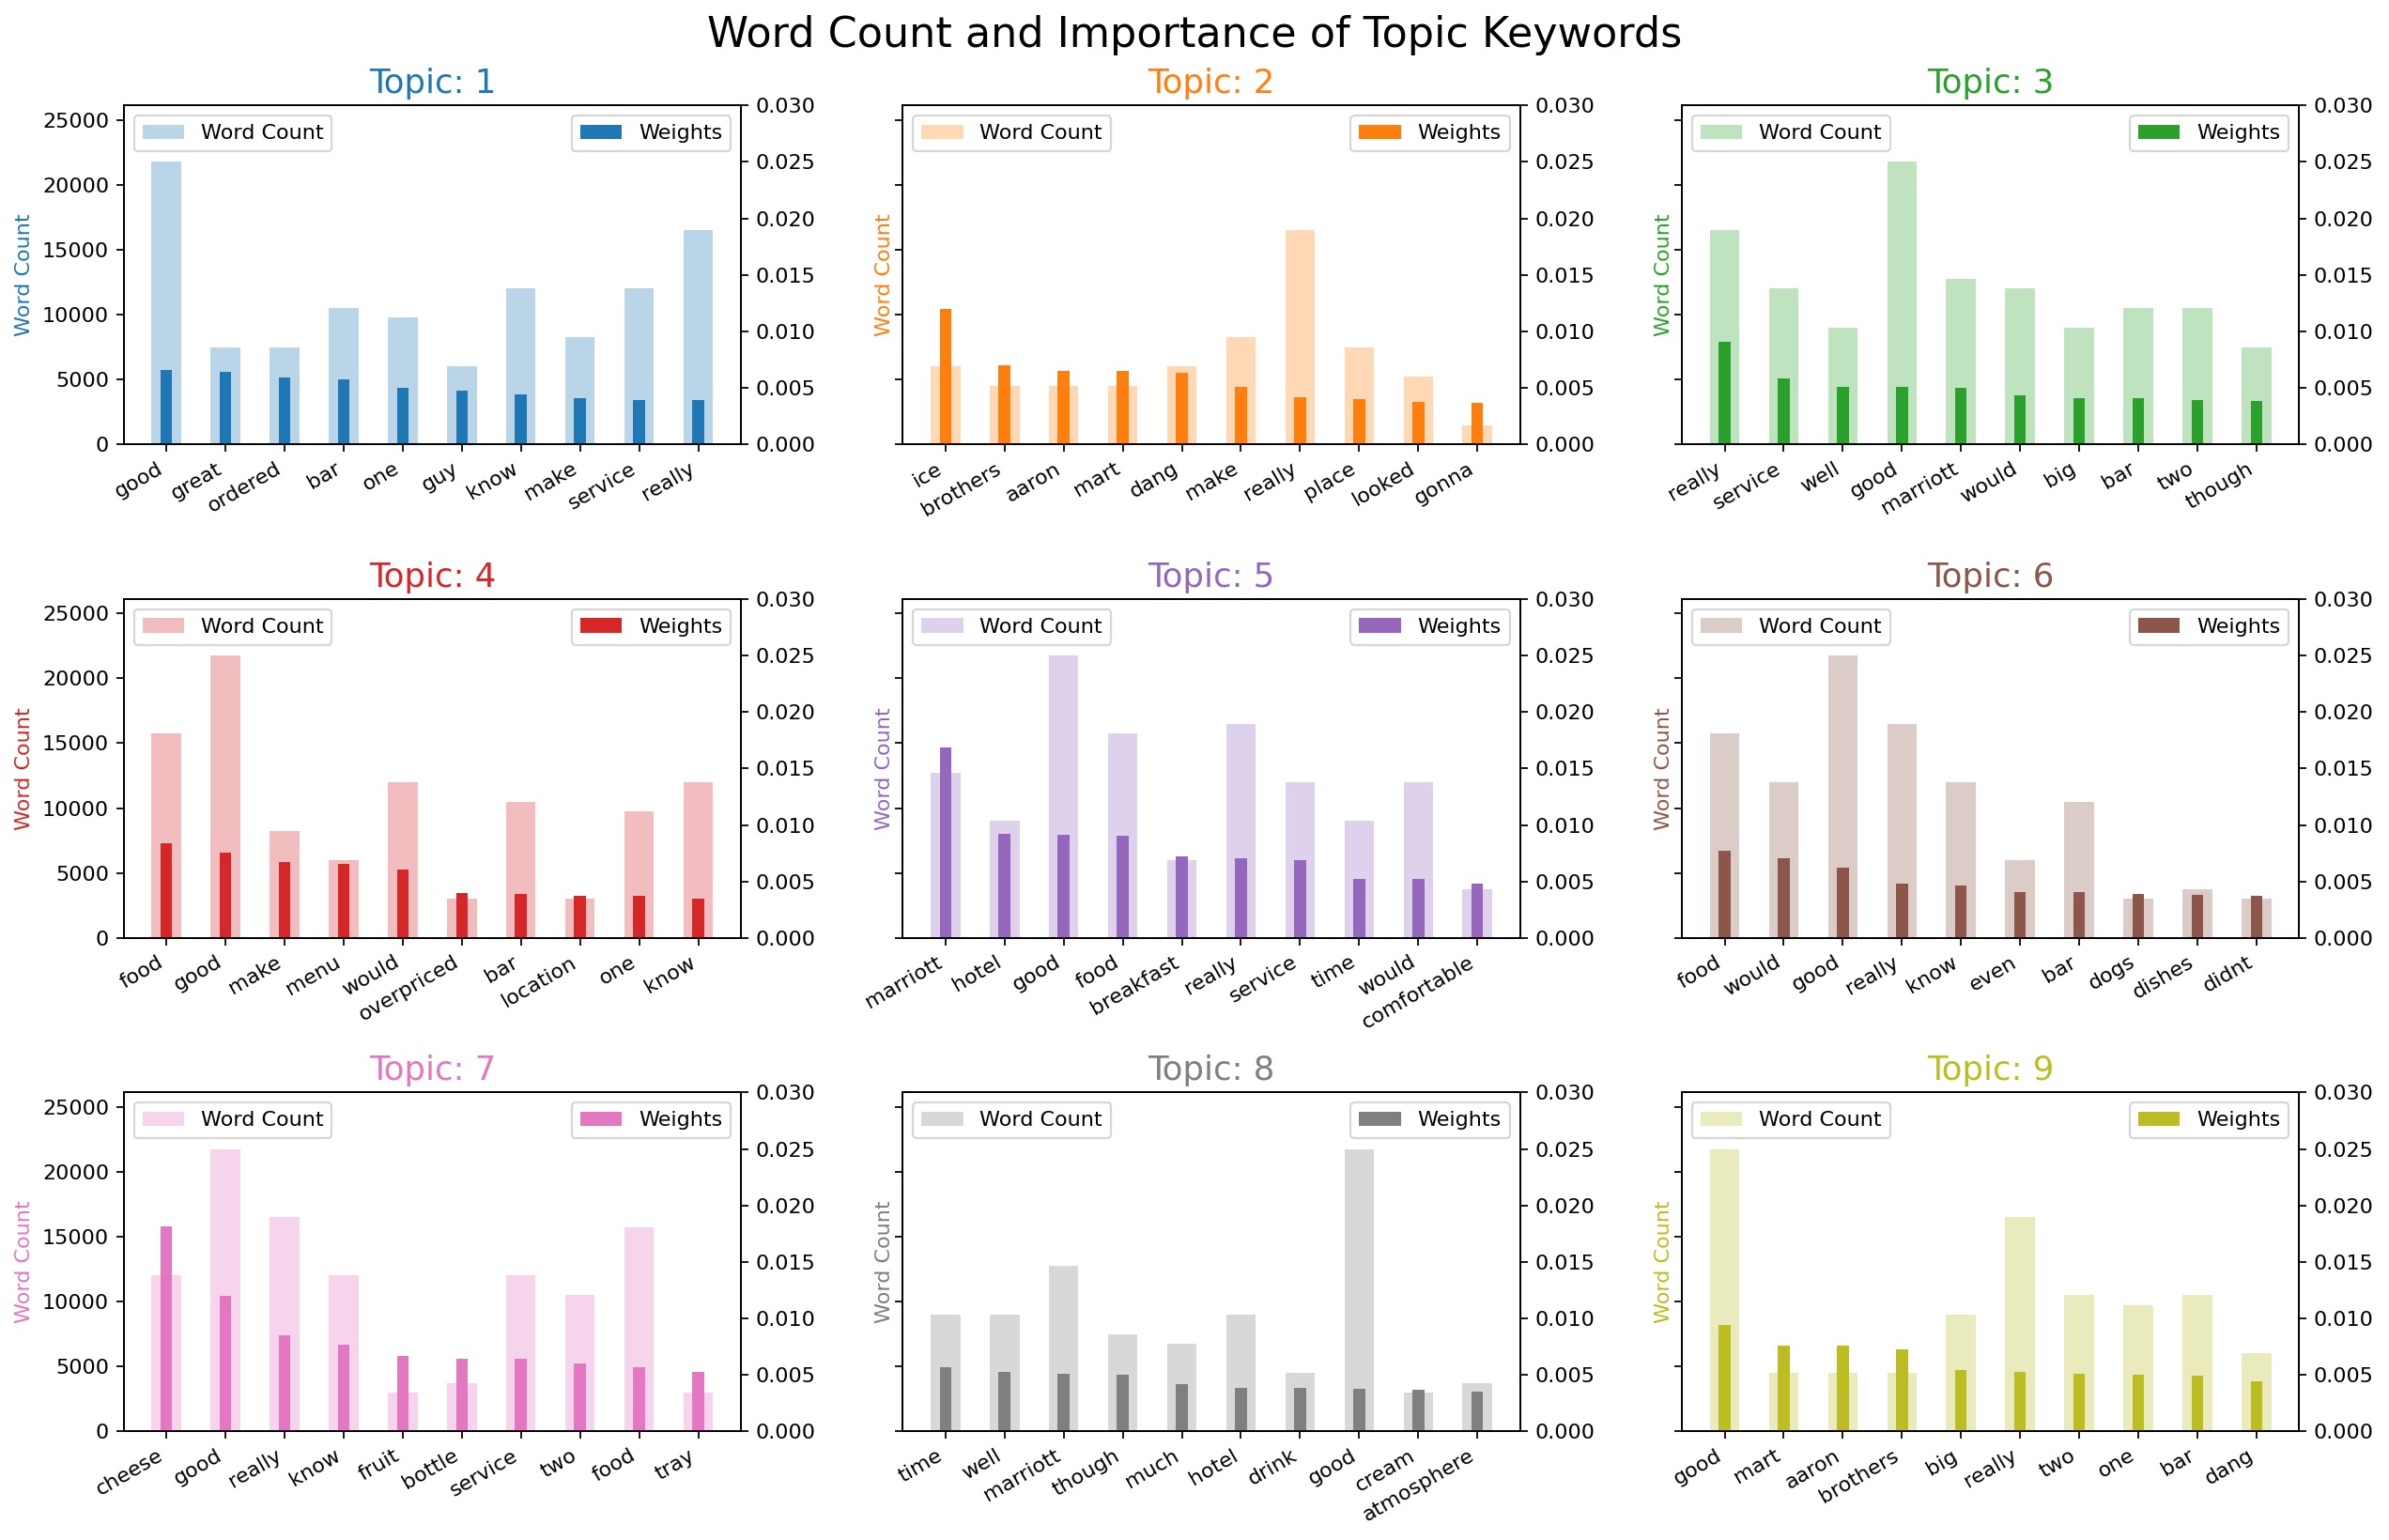 Word Count and Importance of Topic Keywords
Topic: 1
Word Count
Weights
Word Count
25000
20000
15000
10000
5000
0
0.030
0.025
0.020
0.015
0.010
0.005
0.000
good
great
ordered
bar
one
guy
know
make
service
really
Topic: 2
Word Count
Weights
Word Count
0.030
0.025
0.020
0.015
0.010
0.005
0.000
ice
brothers
aaron
mart
dang
make
really
place
looked
gonna
Topic: 3
Word Count
Weights
Word Count
0.030
0.025
0.020
0.015
0.010
0.005
0.000
really
service
well
good
marriott
would
big
bar
two
though
Topic: 4
Word Count
Weights
Word Count
25000
20000
15000
10000
5000
0
0.030
0.025
0.020
0.015
0.010
0.005
0.000
food
good
make
menu
would
overpriced
bar
location
one
know
Topic: 5
Word Count
Weights
Word Count
0.030
0.025
0.020
0.015
0.010
0.005
0.000
marriott
hotel
good
food
breakfast
really
service
time
would
comfortable
Topic: 6
Word Count
Weights
Word Count
0.030
0.025
0.020
0.015
0.010
0.005
0.000
food
would
good
really
know
even
bar
dogs
dishes
didnt
Topic: 7
Word Count
Weights
Word Count
25000
20000
15000
10000
5000
0
0.030
0.025
0.020
0.015
0.010
0.005
0.000
cheese
good
really
know
fruit
bottle
service
two
food
tray
Topic: 8
Word Count
Weights
Word Count
0.030
0.025
0.020
0.015
0.010
0.005
0.000
time
well
marriott
though
much
hotel
drink
good
cream
atmosphere
Topic: 9
Word Count
Weights
Word Count
0.030
0.025
0.020
0.015
0.010
0.005
0.000
good
mart
aaron
brothers
big
really
two
one
bar
dang